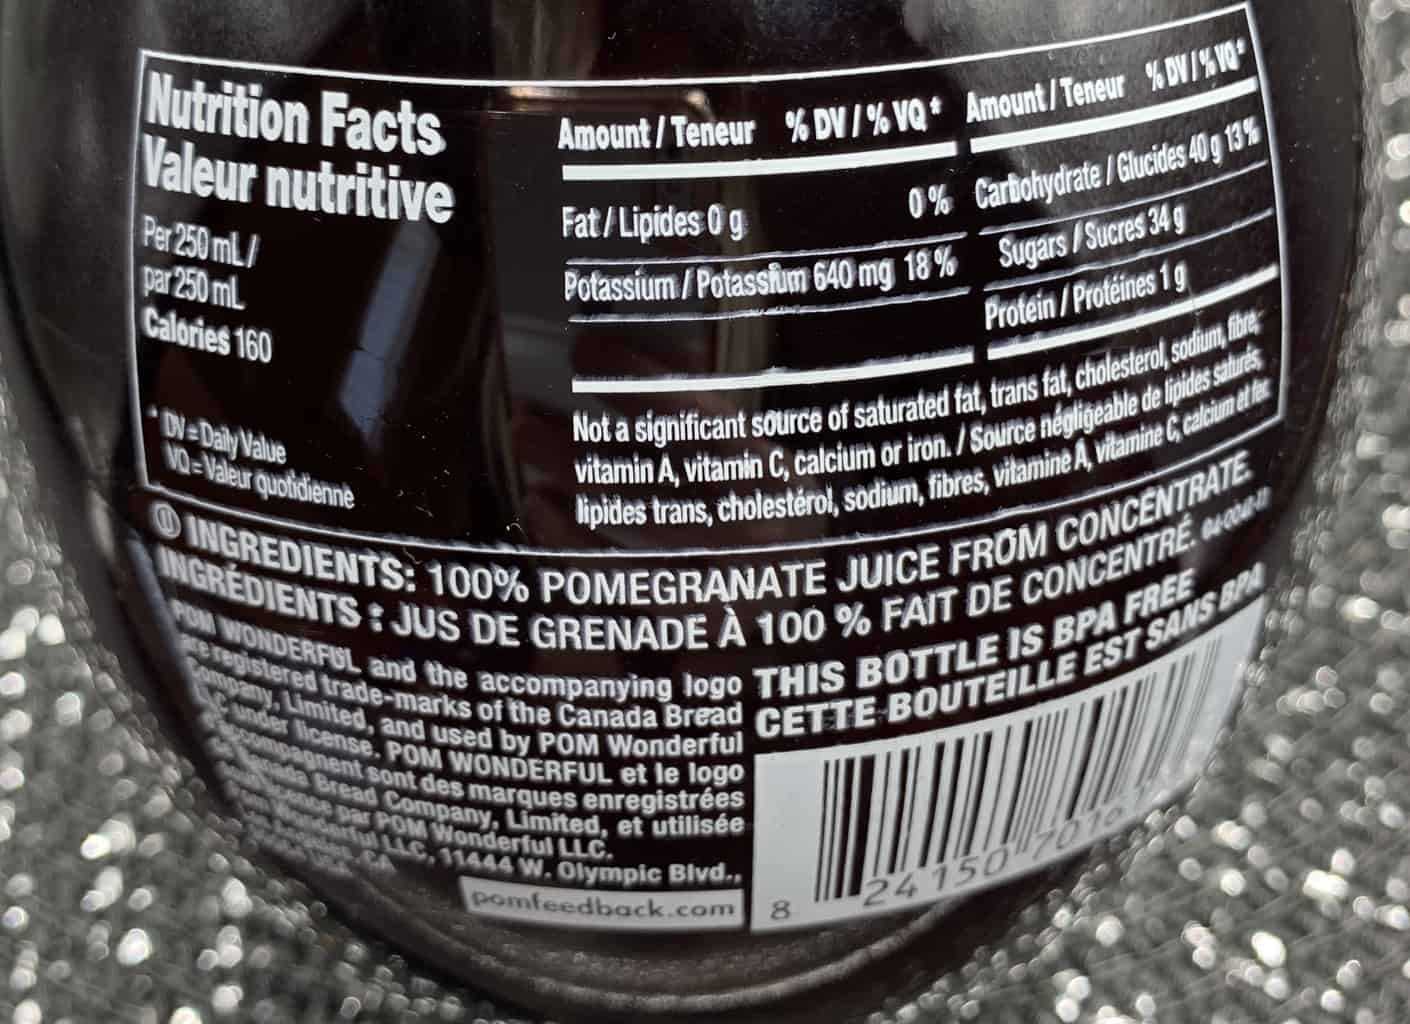 Nutrition Facts
Valeur nutritive
Per 250 mL /
par 250 mL
Calories 160
* DV = Daily Value
VQ = Valeur quotidienne
Amount / Teneur % DV / % VQ *
Fat / Lipides 0 g 0 %
Potassium / Potassium 640 mg 18 %
Amount / Teneur % DV / % VQ *
Carbohydrate / Glucides 40 g 13 %
Sugars / Sucres 34 g
Protein / Protéines 1 g
Not a significant source of saturated fat, trans fat, cholesterol, sodium, fibre,
vitamin A, vitamin C, calcium or iron. / Source négligeable de lipides saturés,
lipides trans, cholestérol, sodium, fibres, vitamine A, vitamine C, calcium et fer.
INGREDIENTS: 100% POMEGRANATE JUICE FROM CONCENTRATE.
INGRÉDIENTS : JUS DE GRENADE À 100 % FAIT DE CONCENTRÉ.
POM WONDERFUL and the accompanying logo
are registered trade-marks of the Canada Bread
Company, Limited, and used by POM Wonderful
LLC under license. POM WONDERFUL et le logo
accompagnent sont des marques enregistrées
Canada Bread Company, Limited, et utilisée
par POM Wonderful LLC.
Wonderful LLC, 11444 W. Olympic Blvd.,
CA
pomfeedback.com
THIS BOTTLE IS BPA FREE
CETTE BOUTEILLE EST SANS BPA
8 24150 7016